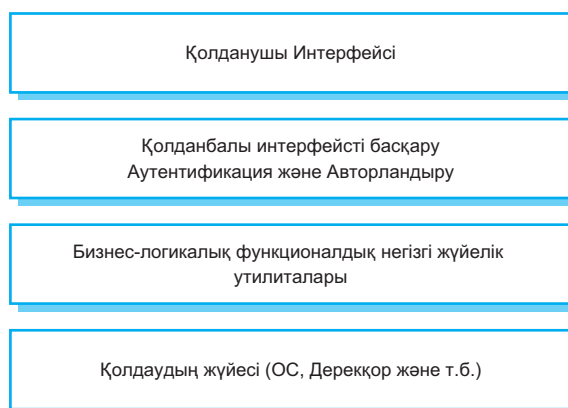 Қолданушы Интерфейсі
Қолданбалы интерфейсті басқару
Аутентификация және Авторландыру
Бизнес-логикалық функционалдық негізгі жүйелік
утилиталары
Қолдаудың жүйесі (ОС, Дерекқор және т.б.)